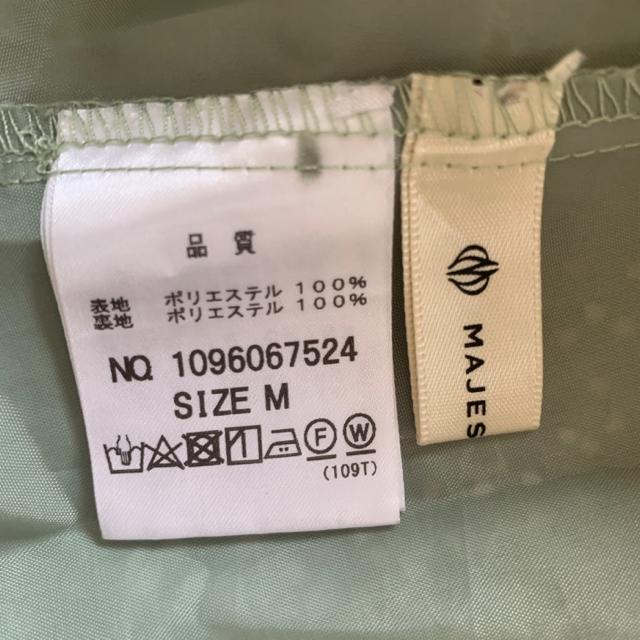 品質
表地 ポリエステル 100%
裏地 ポリエステル 100%
NO. 1096067524
SIZE M
F W
(109T)
MAJES